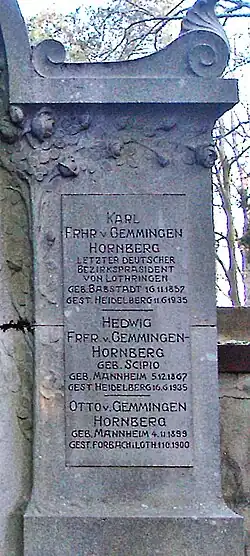 KARL
FRHR V. GEMMINGEN
HORNBERG
LETZTER DEUTSCHER
BEZIRKSPRÄSIDENT
VON LOTHRINGEN
GEB. BABSTADT 16.11.1857
GEST. HEIDELBERG 11.6.1935
HEDWIG
FRFR. V. GEMMINGEN-
HORNBERG
GEB. SCIPIO
GEB. MANNHEIM 5.12.1867
GEST. HEIDELBERG 16.6.1935
OTTO V. GEMMINGEN
HORNBERG
GEB. MANNHEIM 4.11.1899
GEST. FORBACH I. LOTH. 1.10.1900